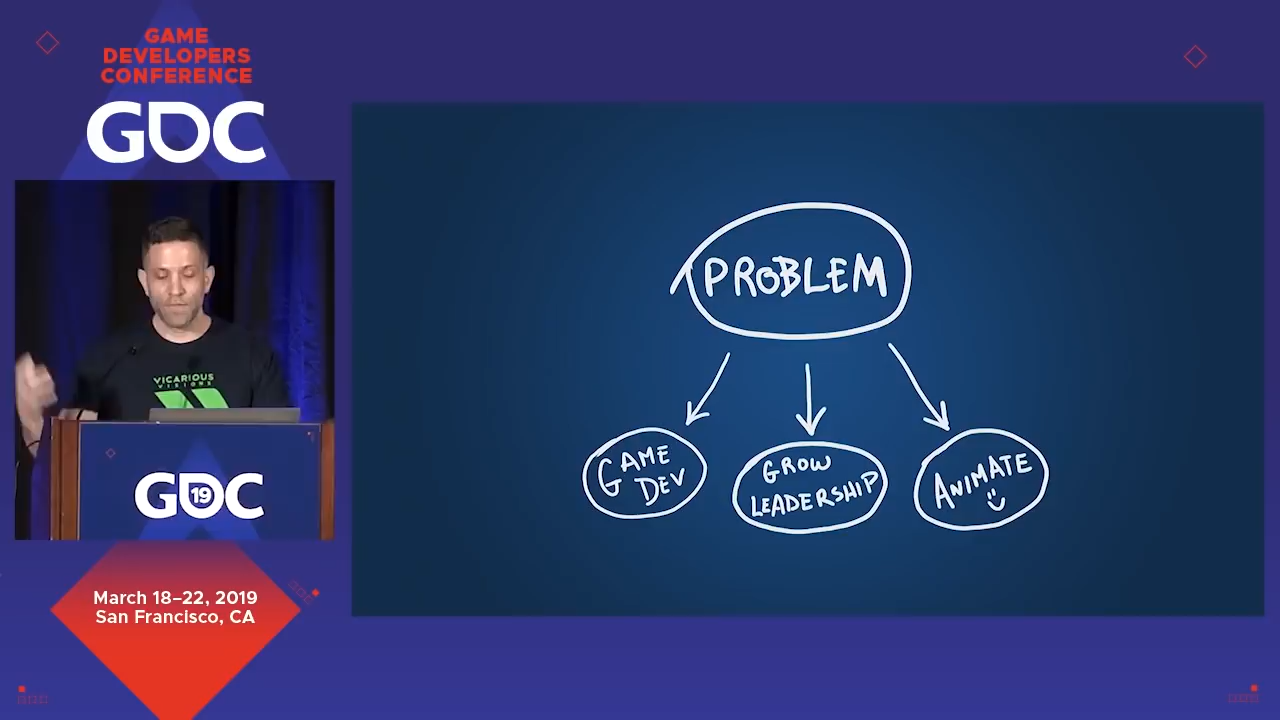 GAME
DEVELOPERS
CONFERENCE
GDC
VICARIOUS
VISIONS
GDC
19
March 18–22, 2019
San Francisco, CA
PROBLEM
GAME
DEV
GROW
LEADERSHIP
ANIMATE